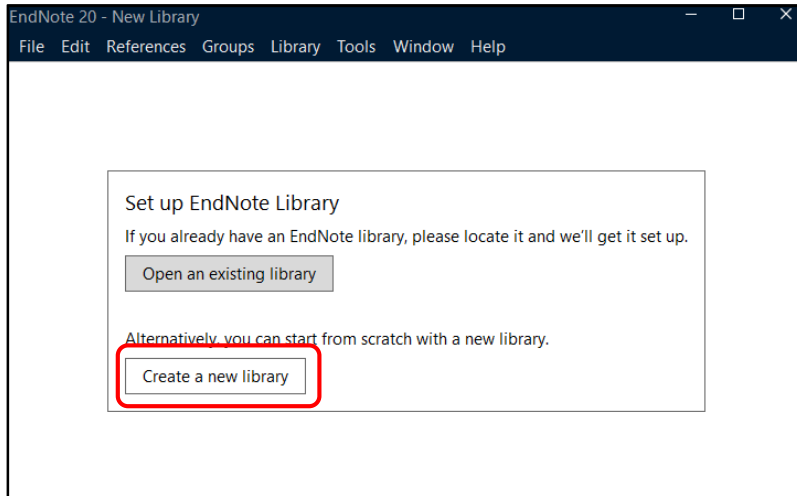 EndNote 20 - New Library
File Edit References Groups Library Tools Window Help
Set up EndNote Library
If you already have an EndNote library, please locate it and we'll get it set up.
Open an existing library
Alternatively, you can start from scratch with a new library.
Create a new library